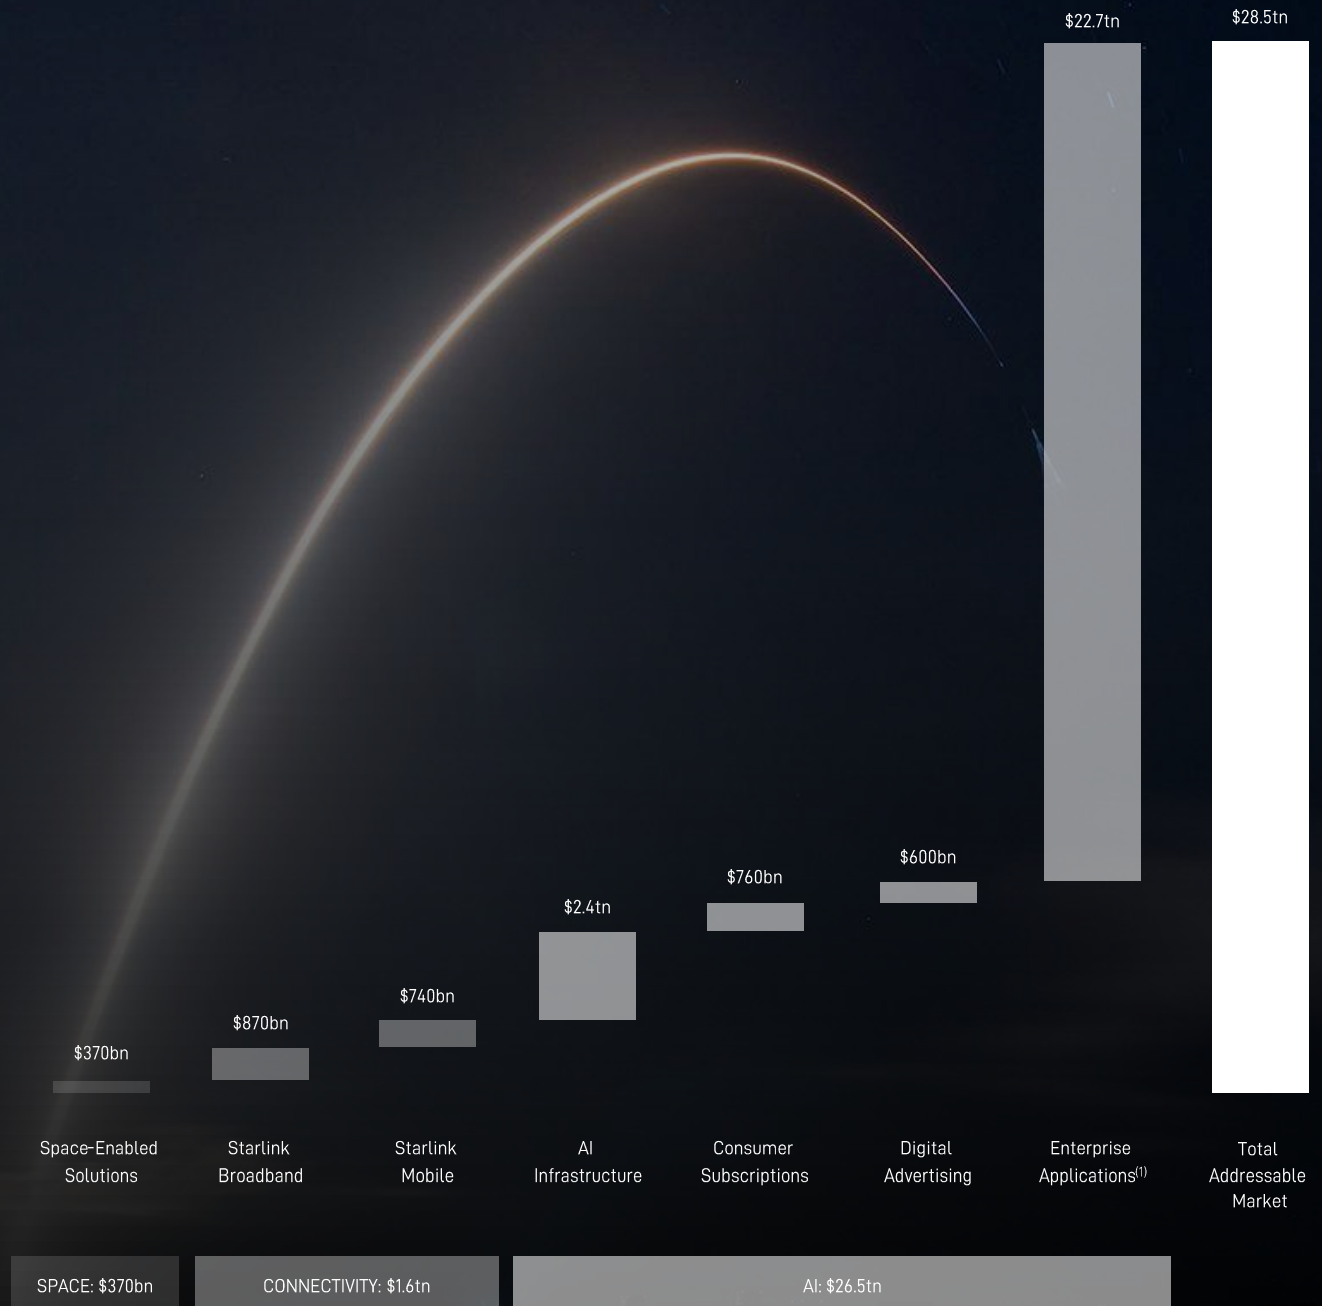 $22.7tn
$28.5tn
$600bn
$760bn
$2.4tn
$740bn
$870bn
$370bn
Space-Enabled
Solutions
Starlink
Broadband
Starlink
Mobile
AI
Infrastructure
Consumer
Subscriptions
Digital
Advertising
Enterprise
Applications(1)
Total
Addressable
Market
SPACE: $370bn
CONNECTIVITY: $1.6tn
AI: $26.5tn